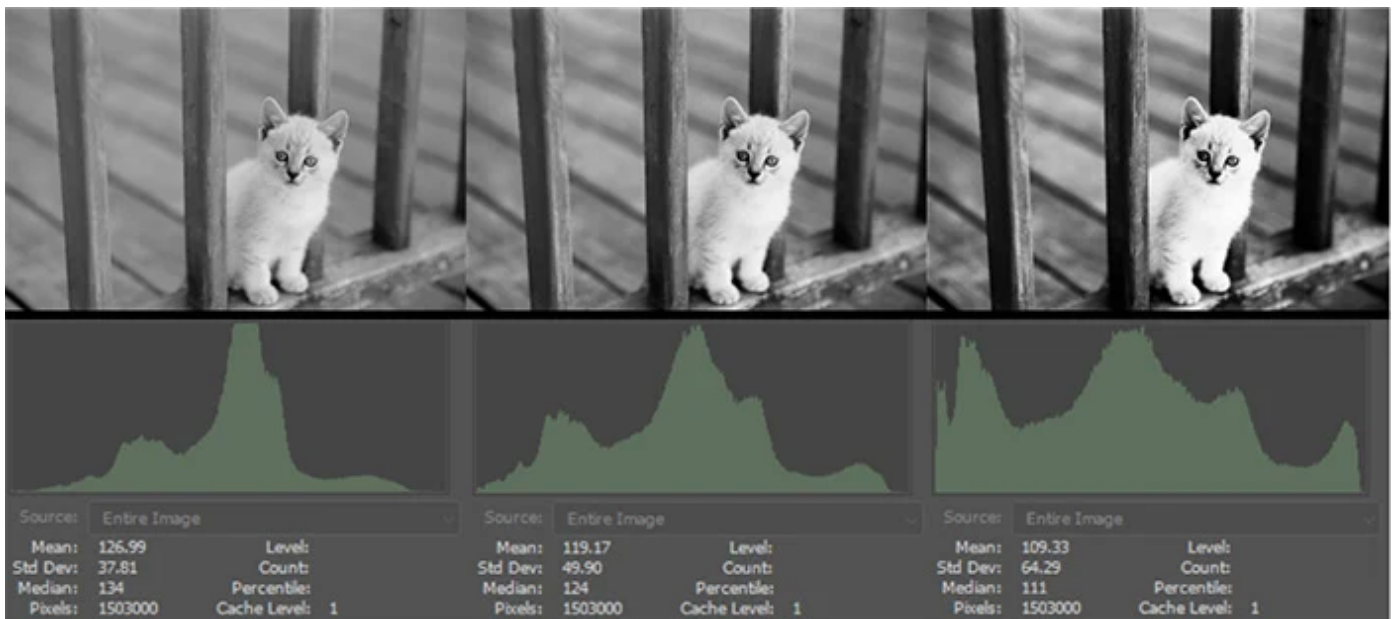 Source: Entire Image
Mean: 126.99 Level:
Std Dev: 37.81 Count:
Median: 134 Percentile:
Pixels: 1503000 Cache Level: 1
Source: Entire Image
Mean: 119.17 Level:
Std Dev: 49.90 Count:
Median: 124 Percentile:
Pixels: 1503000 Cache Level: 1
Source: Entire Image
Mean: 109.33 Level:
Std Dev: 64.29 Count:
Median: 111 Percentile:
Pixels: 1503000 Cache Level: 1